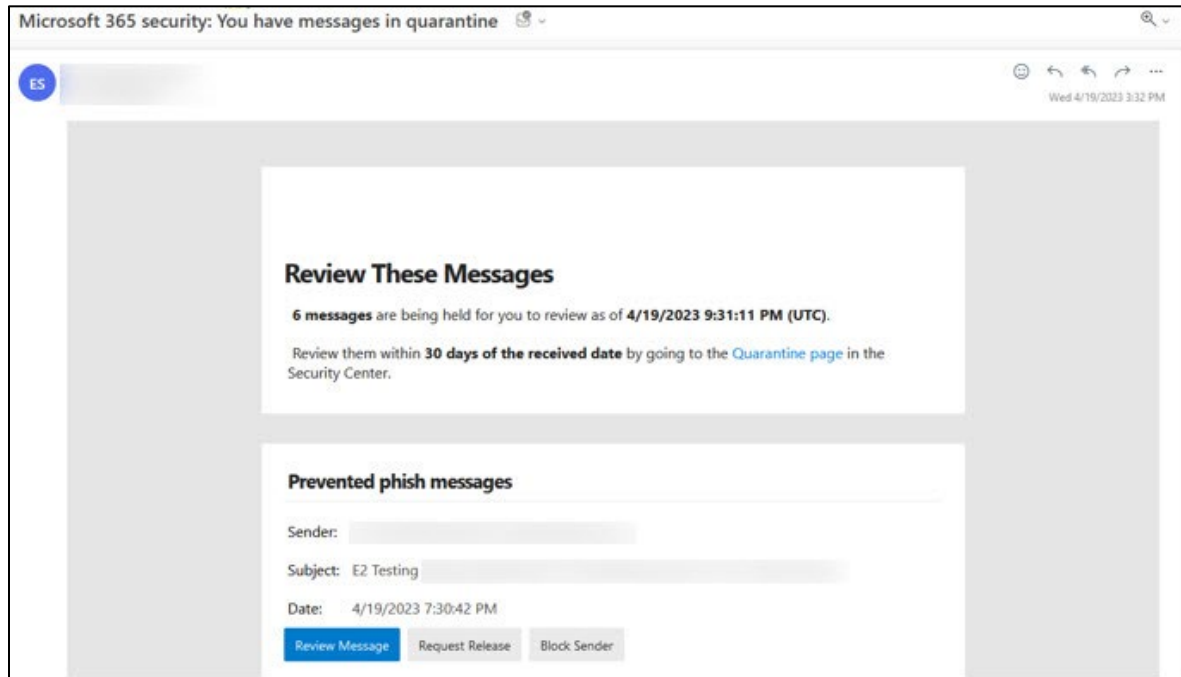 Microsoft 365 security: You have messages in quarantine
ES
Wed 4/19/2023 3:32 PM
Review These Messages
6 messages are being held for you to review as of 4/19/2023 9:31:11 PM (UTC).
Review them within 30 days of the received date by going to the Quarantine page in the
Security Center.
Prevented phish messages
Sender:
Subject: E2 Testing
Date: 4/19/2023 7:30:42 PM
Review Message Request Release Block Sender